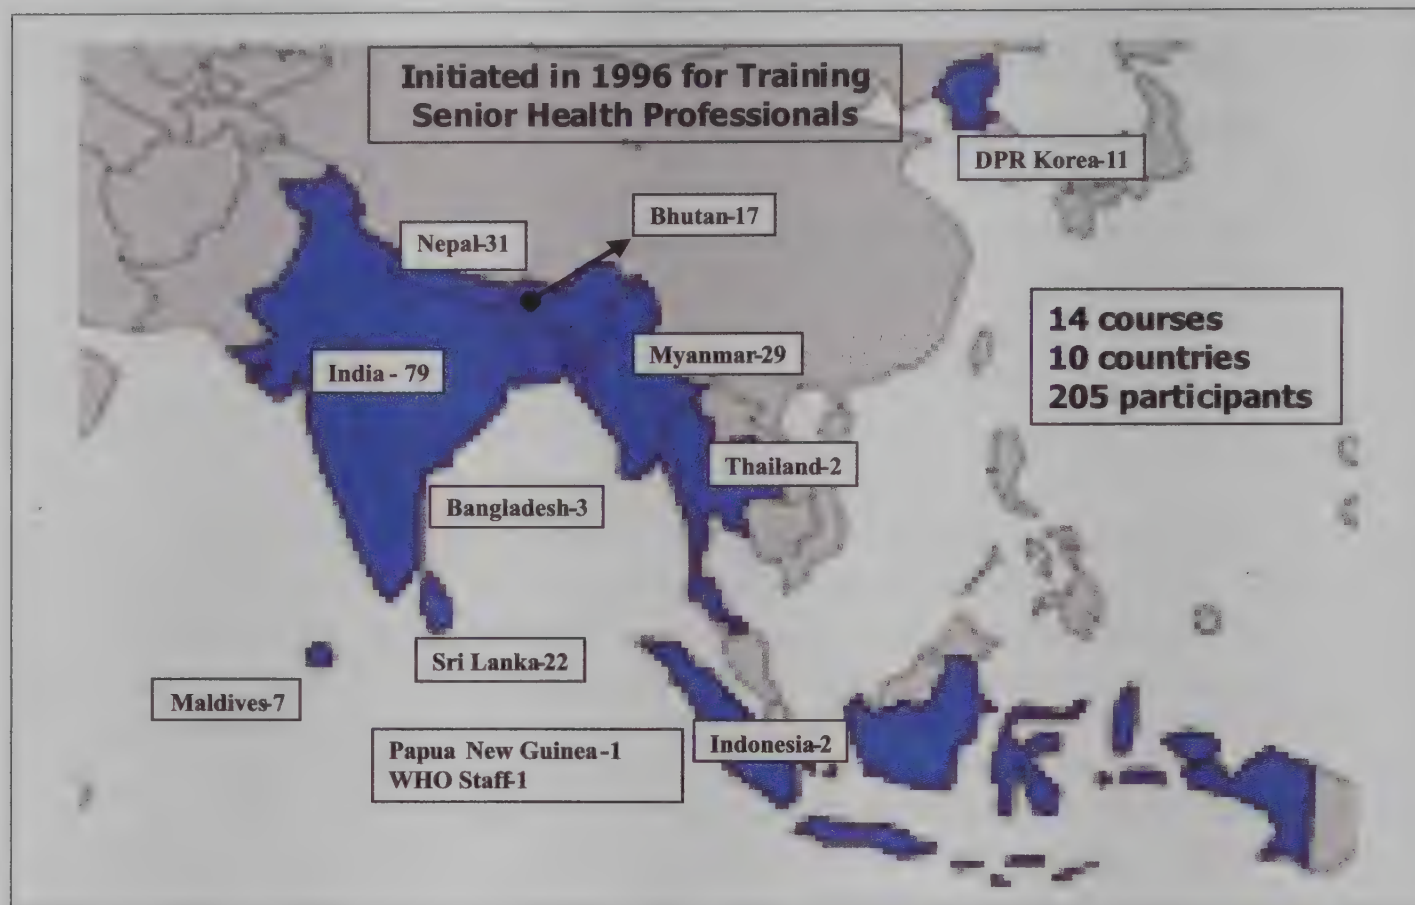 Initiated in 1996 for Training
Senior Health Professionals
DPR Korea-11
Bhutan-17
Nepal-31
14 courses
10 countries
205 participants
Myanmar-29
India - 79
Thailand-2
Bangladesh-3
Sri Lanka-22
Maldives-7
Papua New Guinea-1
WHO Staff-1
Indonesia-2